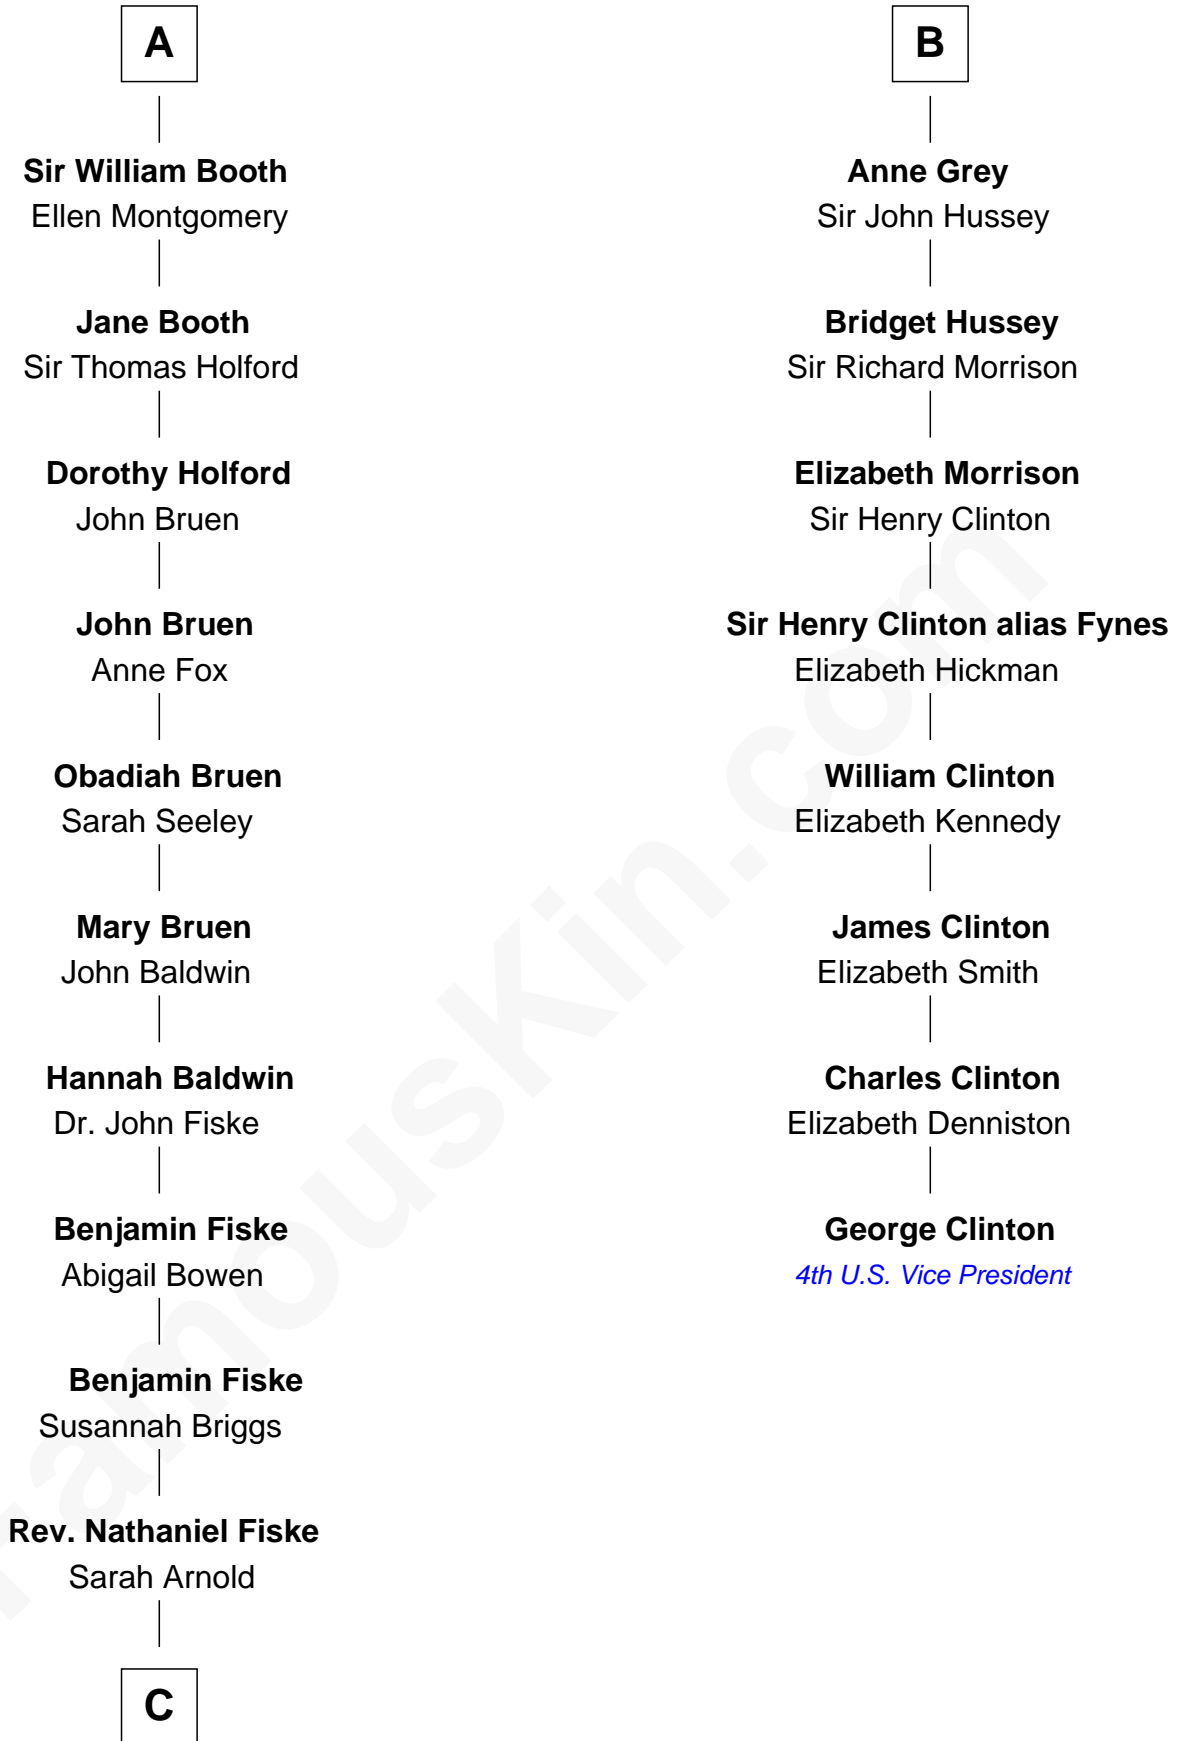 A
Sir William Booth
Ellen Montgomery
Jane Booth
Sir Thomas Holford
Dorothy Holford
John Bruen
John Bruen
Anne Fox
Obadiah Bruen
Sarah Seeley
Mary Bruen
John Baldwin
Hannah Baldwin
Dr. John Fiske
Benjamin Fiske
Abigail Bowen
Benjamin Fiske
Susannah Briggs
Rev. Nathaniel Fiske
Sarah Arnold
C
B
Anne Grey
Sir John Hussey
Bridget Hussey
Sir Richard Morrison
Elizabeth Morrison
Sir Henry Clinton
Sir Henry Clinton alias Fynes
Elizabeth Hickman
William Clinton
Elizabeth Kennedy
James Clinton
Elizabeth Smith
Charles Clinton
Elizabeth Denniston
George Clinton
4th U.S. Vice President
FamousKin.com